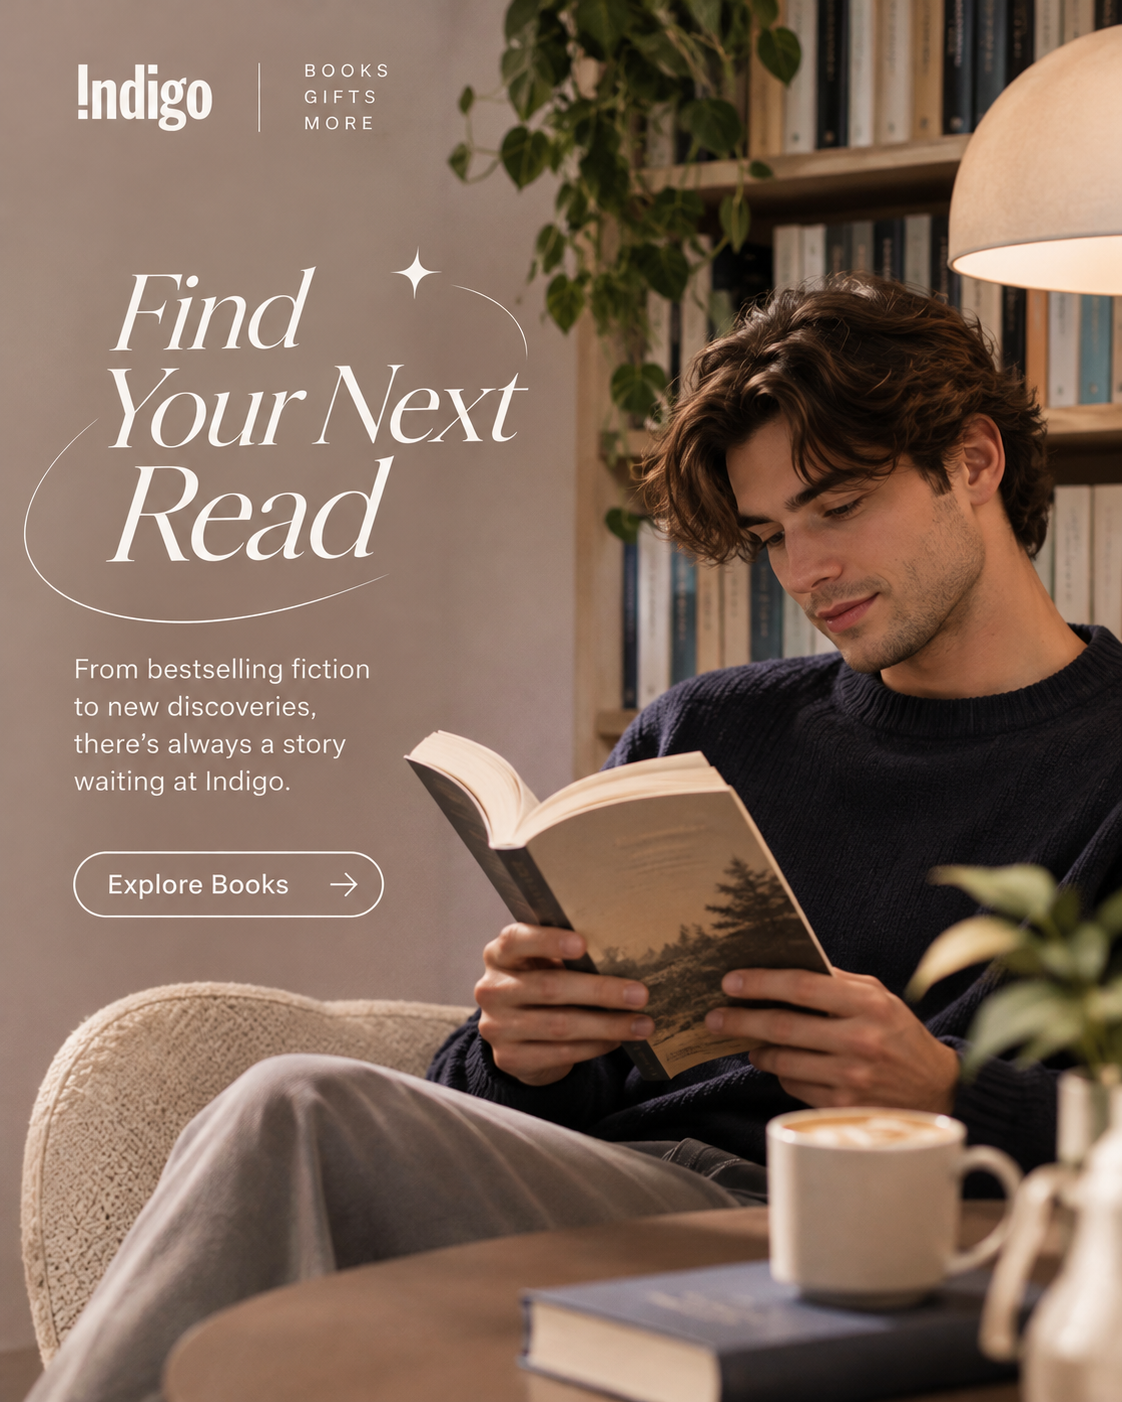 !ndigo
BOOKS
GIFTS
MORE
Find
Your Next
Read
From bestselling fiction
to new discoveries,
there's always a story
waiting at Indigo.
Explore Books →